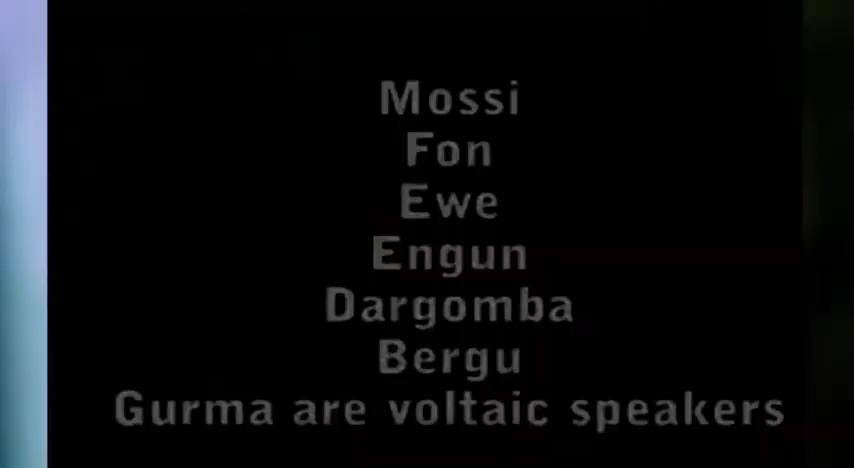 Mossi
Fon
Ewe
Engun
Dargomba
Bergu
Gurma are voltaic speakers